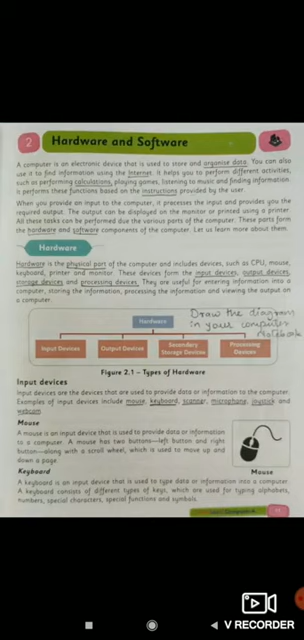 2
Hardware and Software
A computer is an electronic device that is used to store and organise data. You can also
use it to find information using the Internet. It helps you to perform different activities,
such as performing calculations, playing games, listening to music and finding information
It performs these functions based on the instructions provided by the user.
When you provide an input to the computer, it processes the input and provides you the
required output. The output can be displayed on the monitor or printed using a printer.
All these tasks can be performed due the various parts of the computer. These parts form
the hardware and software components of the computer. Let us learn more about them.
Hardware
Hardware is the physical part of the computer and includes devices, such as CPU, mouse,
keyboard, printer and monitor. These devices form the input devices, output devices,
storage devices and processing devices. They are useful for entering information into a
computer, storing the information, processing the information and viewing the output on
a computer.
Draw the diagram
in your computer
notebook
Hardware
Input Devices
Output Devices
Secondary
Storage Devices
Processing
Devices
Figure 2.1 – Types of Hardware
Input devices
Input devices are the devices that are used to provide data or information to the computer.
Examples of input devices include mouse, keyboard, scanner, microphone, joystick and
webcam.
Mouse
A mouse is an input device that is used to provide data or information
to a computer. A mouse has two buttons—left button and right
button—along with a scroll wheel, which is used to move up and
down a page.
Mouse
Keyboard
A keyboard is an input device that is used to type data or information into a computer.
A keyboard consists of different types of keys, which are used for typing alphabets,
numbers, special characters, special functions and symbols.
V RECORDER